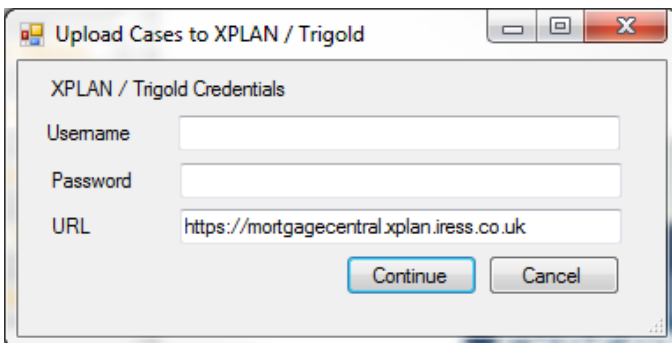 Upload Cases to XPLAN / Trigold
XPLAN / Trigold Credentials
Username
Password
URL https://mortgagecentral.xplan.iress.co.uk
Continue Cancel